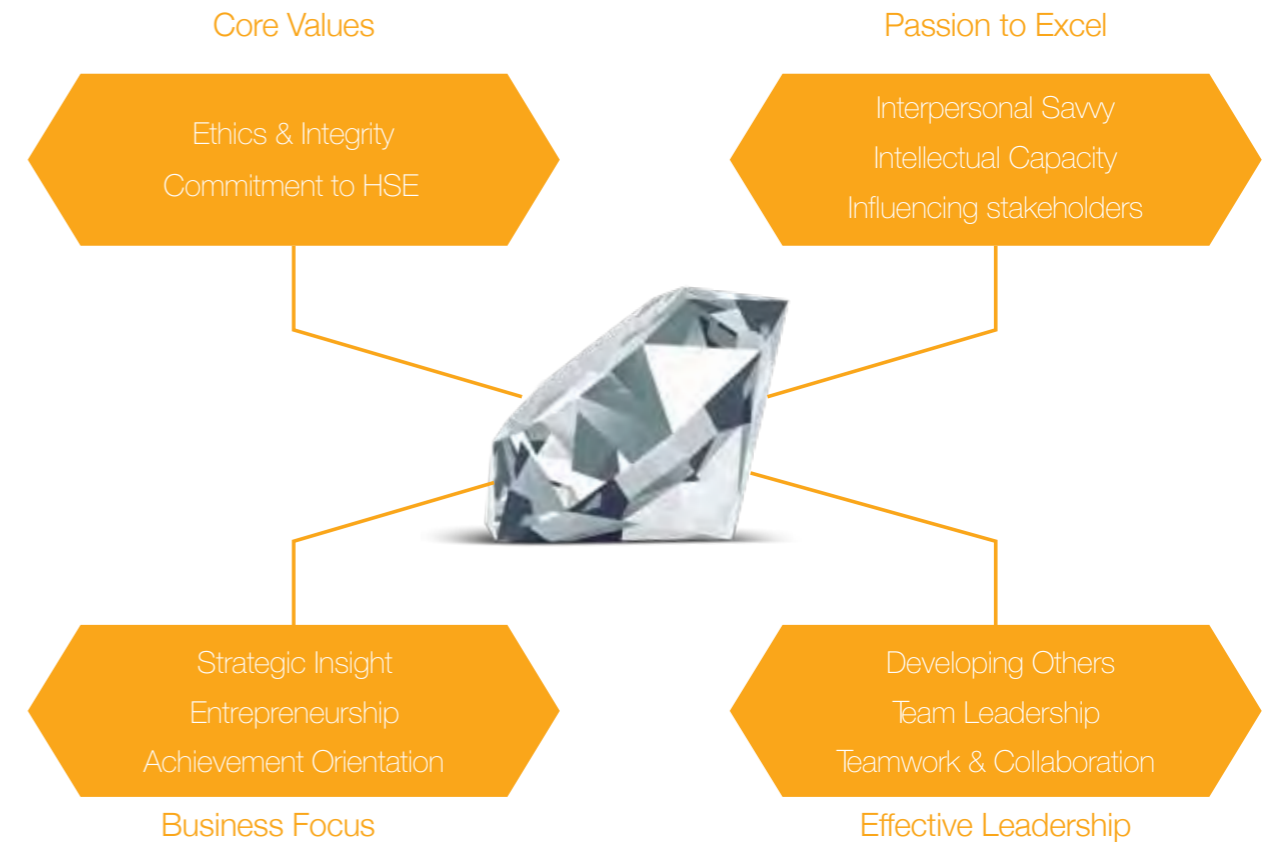 Core Values
Ethics & Integrity
Commitment to HSE
Passion to Excel
Interpersonal Savvy
Intellectual Capacity
Influencing stakeholders
Strategic Insight
Entrepreneurship
Achievement Orientation
Business Focus
Developing Others
Team Leadership
Teamwork & Collaboration
Effective Leadership